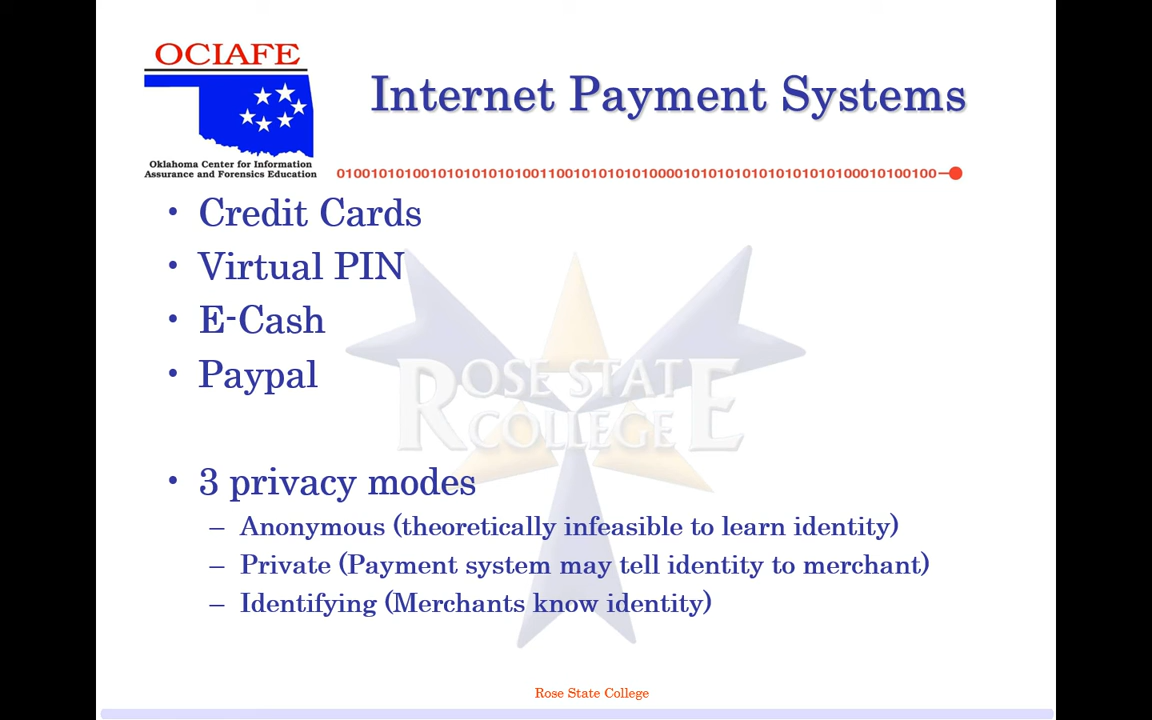 OCIAFE
Oklahoma Center for Information
Assurance and Forensics Education
Internet Payment Systems
01001010100101010101010011001010101010000101010101010101010100010100100
• Credit Cards
• Virtual PIN
• E-Cash
• Paypal
ROSE STATE
COLLEGE
• 3 privacy modes
– Anonymous (theoretically infeasible to learn identity)
– Private (Payment system may tell identity to merchant)
– Identifying (Merchants know identity)
Rose State College